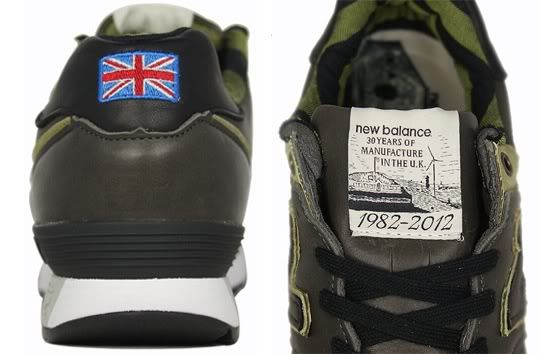 new balance
30 YEARS OF
MANUFACTURE
IN THE U.K.
1982-2012